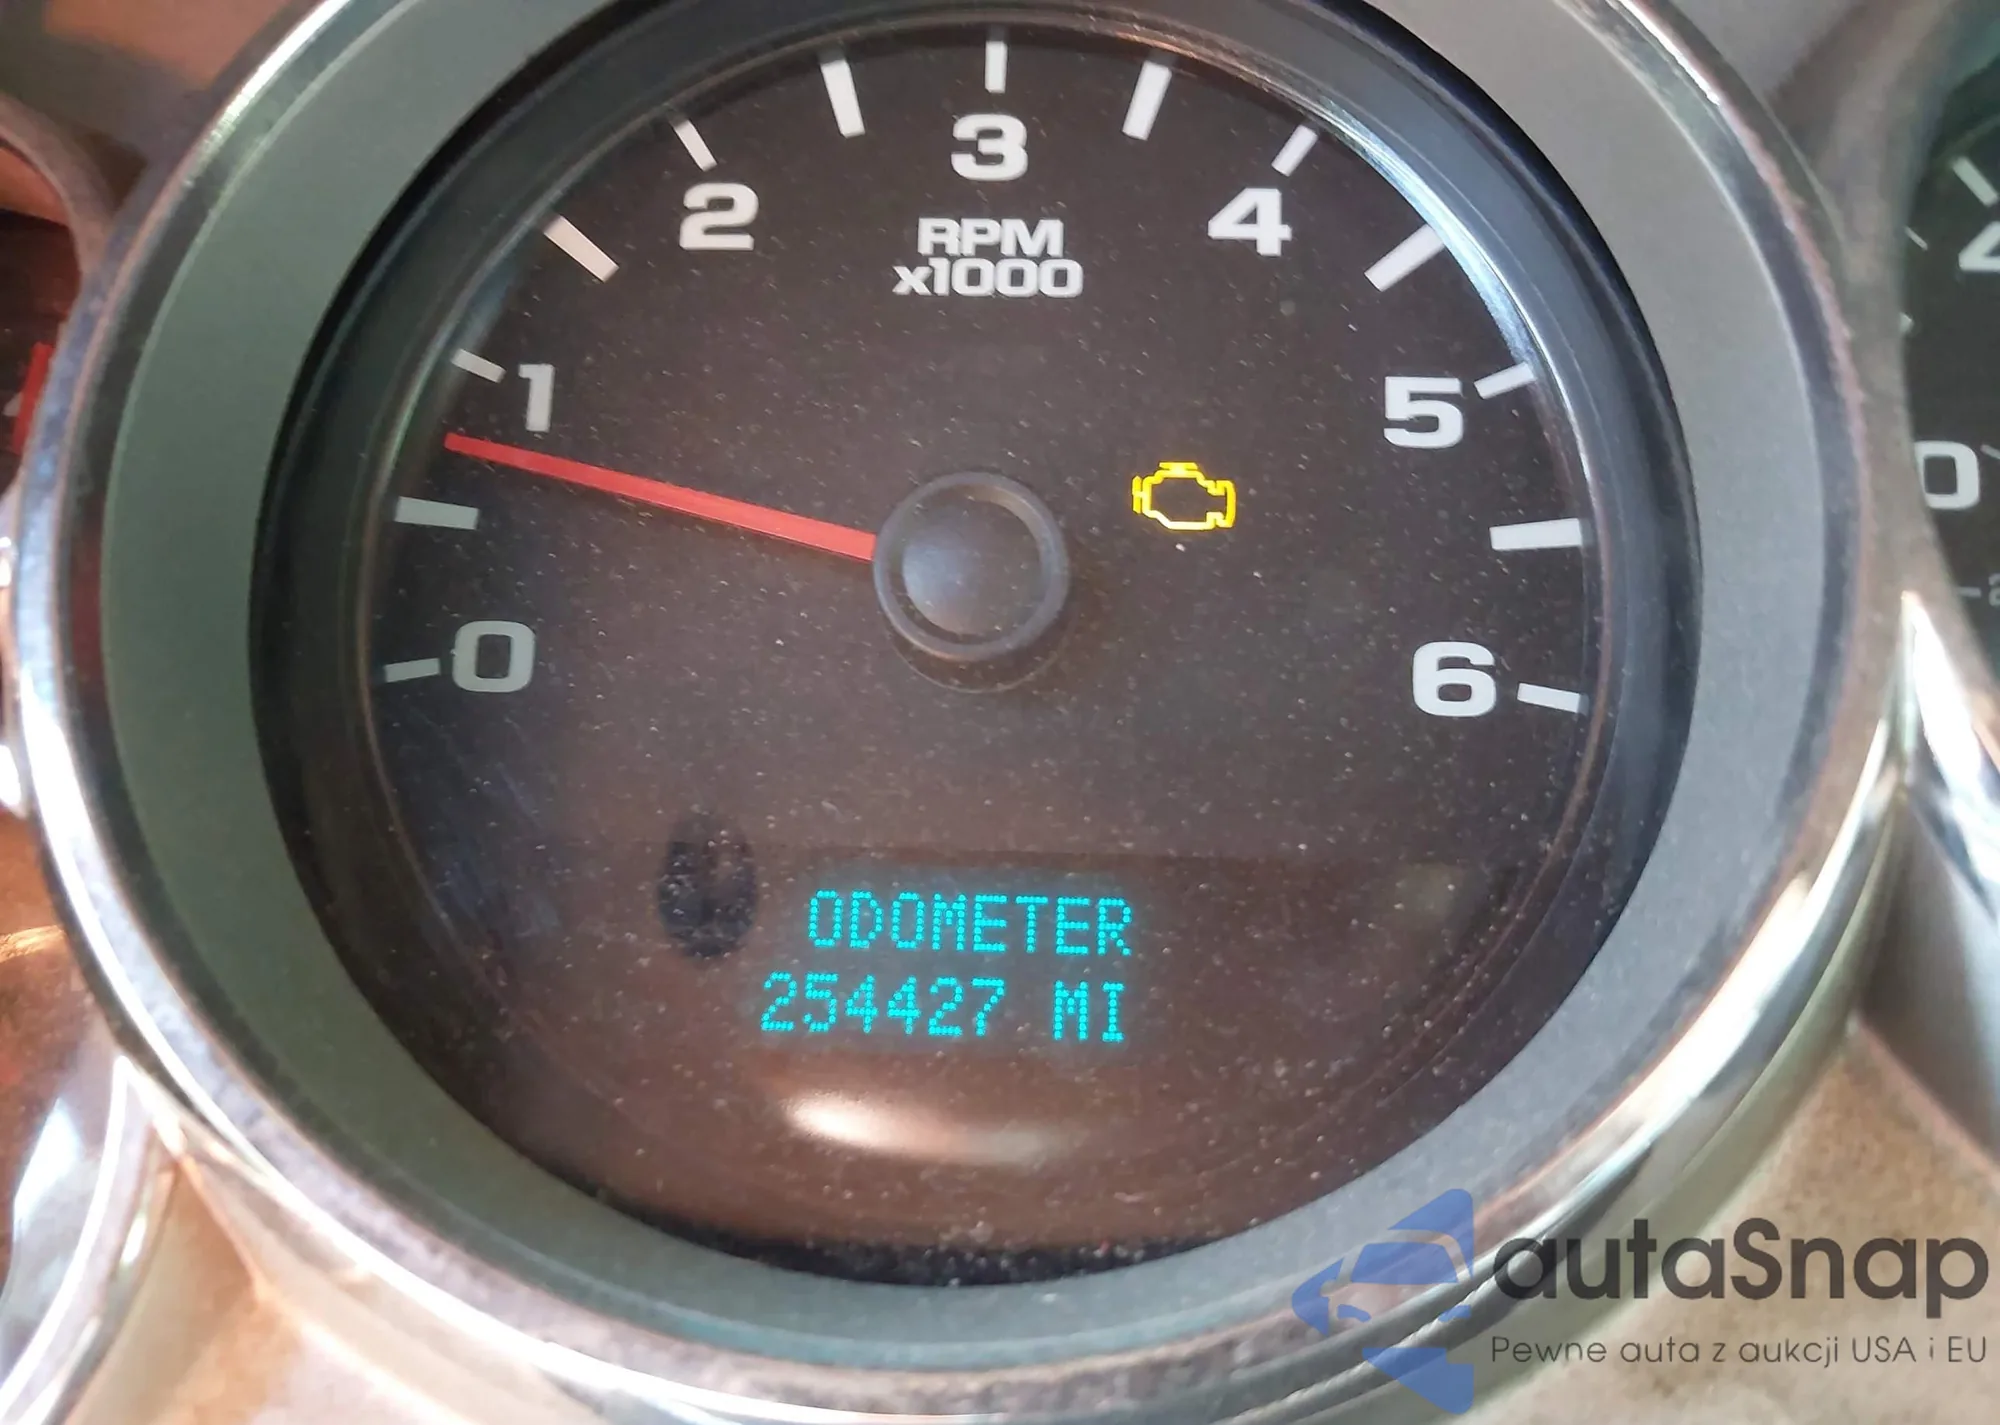 3
2
4
RPM
x1000
1
5
0
6
ODOMETER
254427 MI
autaSnap
Pewne auta z aukcji USA i EU